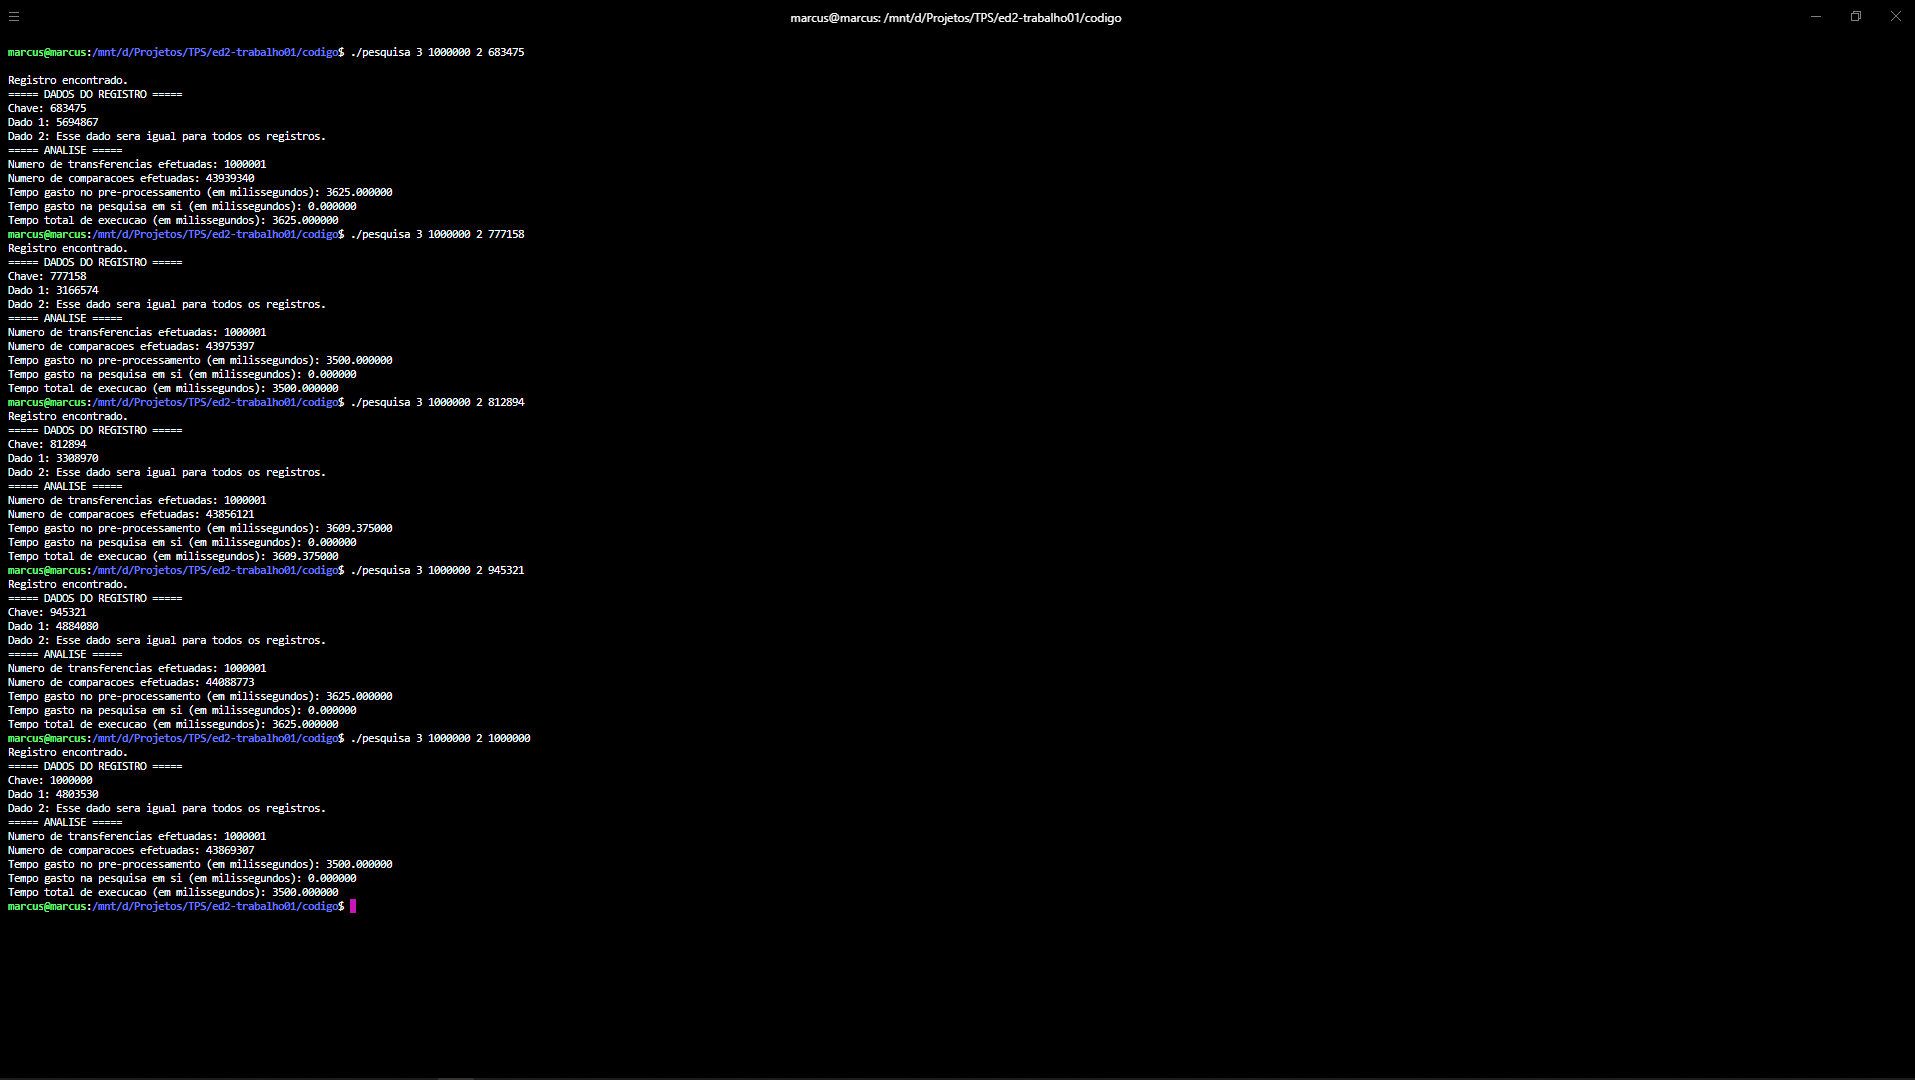 marcus@marcus: /mnt/d/Projetos/TPS/ed2-trabalho01/codigo
marcus@marcus:/mnt/d/Projetos/TPS/ed2-trabalho01/codigo$ ./pesquisa 3 1000000 2 683475
Registro encontrado.
===== DADOS DO REGISTRO =====
Chave: 683475
Dado 1: 5694867
Dado 2: Esse dado sera igual para todos os registros.
===== ANALISE =====
Numero de transferencias efetuadas: 1000001
Numero de comparacoes efetuadas: 43939340
Tempo gasto no pre-processamento (em milissegundos): 3625.000000
Tempo gasto na pesquisa em si (em milissegundos): 0.000000
Tempo total de execucao (em milissegundos): 3625.000000
marcus@marcus:/mnt/d/Projetos/TPS/ed2-trabalho01/codigo$ ./pesquisa 3 1000000 2 777158
Registro encontrado.
===== DADOS DO REGISTRO =====
Chave: 777158
Dado 1: 3166574
Dado 2: Esse dado sera igual para todos os registros.
===== ANALISE =====
Numero de transferencias efetuadas: 1000001
Numero de comparacoes efetuadas: 43975397
Tempo gasto no pre-processamento (em milissegundos): 3500.000000
Tempo gasto na pesquisa em si (em milissegundos): 0.000000
Tempo total de execucao (em milissegundos): 3500.000000
marcus@marcus:/mnt/d/Projetos/TPS/ed2-trabalho01/codigo$ ./pesquisa 3 1000000 2 812894
Registro encontrado.
===== DADOS DO REGISTRO =====
Chave: 812894
Dado 1: 3308970
Dado 2: Esse dado sera igual para todos os registros.
===== ANALISE =====
Numero de transferencias efetuadas: 1000001
Numero de comparacoes efetuadas: 43856121
Tempo gasto no pre-processamento (em milissegundos): 3609.375000
Tempo gasto na pesquisa em si (em milissegundos): 0.000000
Tempo total de execucao (em milissegundos): 3609.375000
marcus@marcus:/mnt/d/Projetos/TPS/ed2-trabalho01/codigo$ ./pesquisa 3 1000000 2 945321
Registro encontrado.
===== DADOS DO REGISTRO =====
Chave: 945321
Dado 1: 4884080
Dado 2: Esse dado sera igual para todos os registros.
===== ANALISE =====
Numero de transferencias efetuadas: 1000001
Numero de comparacoes efetuadas: 44088773
Tempo gasto no pre-processamento (em milissegundos): 3625.000000
Tempo gasto na pesquisa em si (em milissegundos): 0.000000
Tempo total de execucao (em milissegundos): 3625.000000
marcus@marcus:/mnt/d/Projetos/TPS/ed2-trabalho01/codigo$ ./pesquisa 3 1000000 2 1000000
Registro encontrado.
===== DADOS DO REGISTRO =====
Chave: 1000000
Dado 1: 4803530
Dado 2: Esse dado sera igual para todos os registros.
===== ANALISE =====
Numero de transferencias efetuadas: 1000001
Numero de comparacoes efetuadas: 43869307
Tempo gasto no pre-processamento (em milissegundos): 3500.000000
Tempo gasto na pesquisa em si (em milissegundos): 0.000000
Tempo total de execucao (em milissegundos): 3500.000000
marcus@marcus:/mnt/d/Projetos/TPS/ed2-trabalho01/codigo$